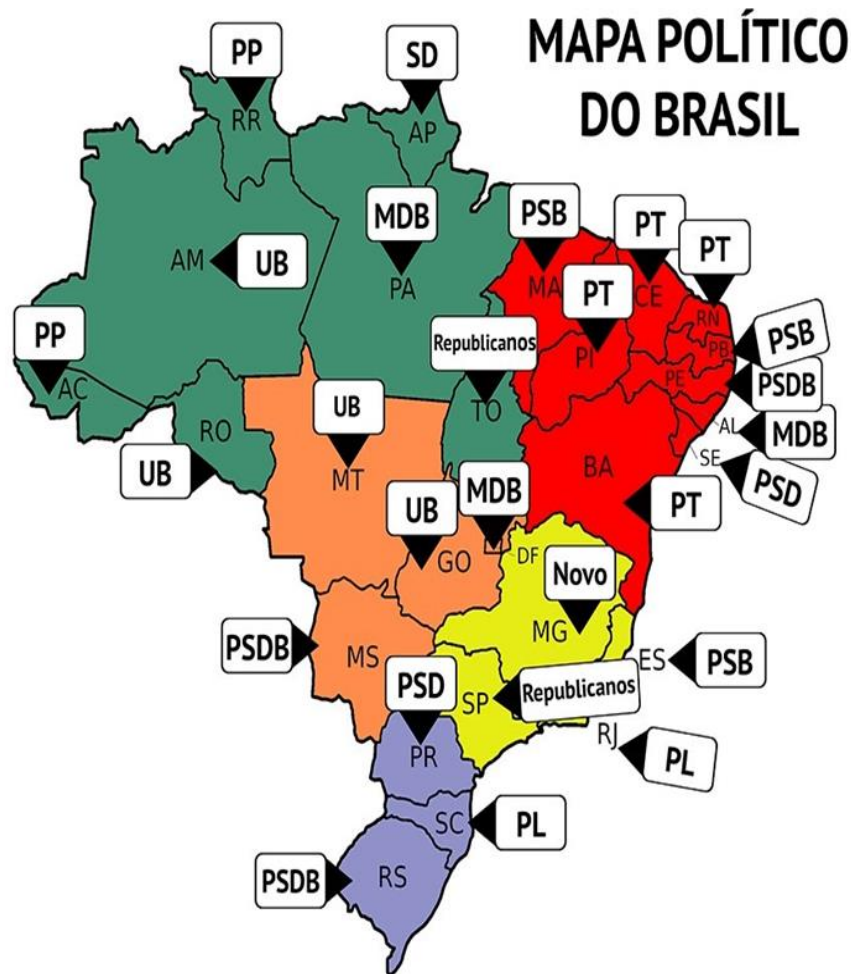 MAPA POLÍTICO
DO BRASIL
PP
SD
RR
AP
MDB
PSB
PT
PT
AM
UB
PA
MA
PT
CE
RN
PP
Republicanos
PI
PB
PSB
AC
PE
PSDB
UB
TO
RO
AL
MDB
UB
MT
MDB
BA
SE
PSD
UB
PT
GO
DF
Novo
PSDB
MS
MG
ES
PSB
PSD
SP
Republicanos
RJ
PL
PR
SC
PL
PSDB
RS